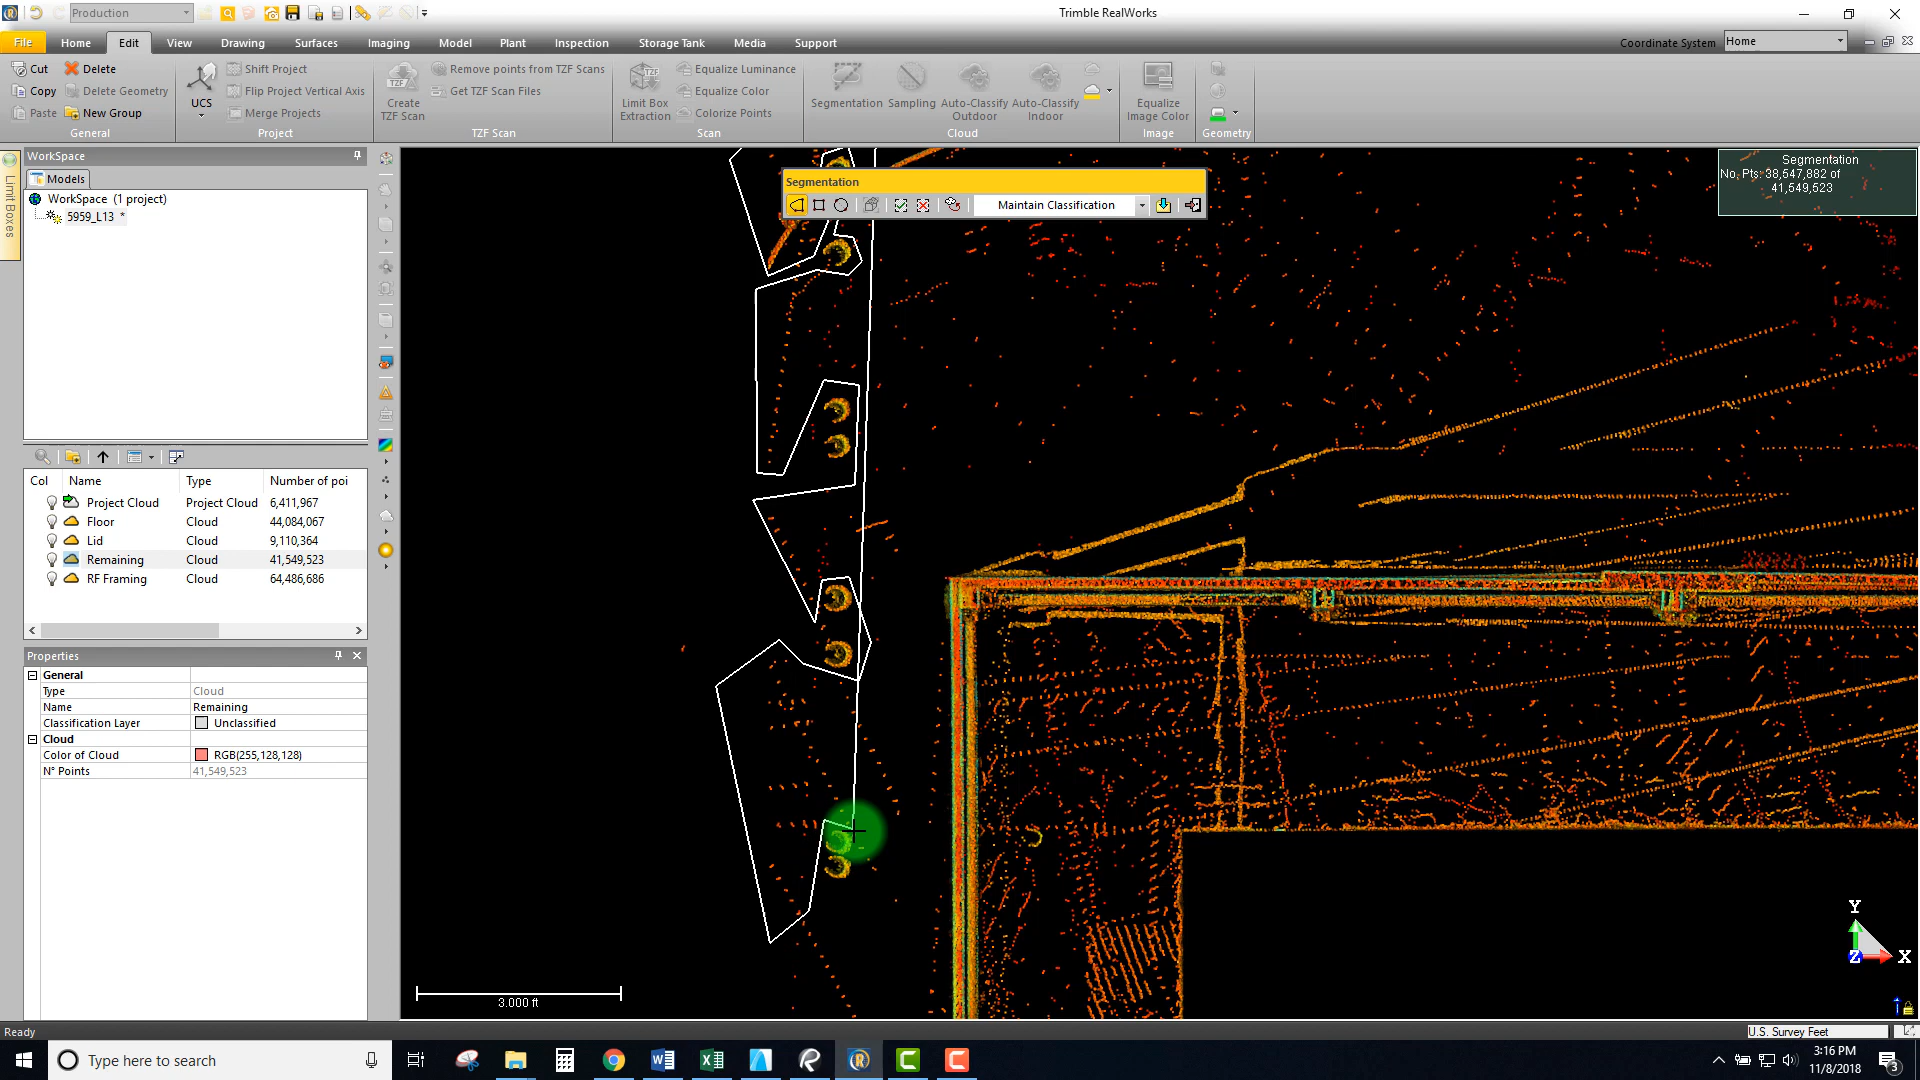 Production
Trimble RealWorks
File
Home
Edit
View
Drawing
Surfaces
Imaging
Model
Plant
Inspection
Storage Tank
Media
Support
Coordinate System
Home
Cut
Delete
Copy
Delete Geometry
Paste
New Group
General
UCS
Shift Project
Flip Project Vertical Axis
Merge Projects
Project
TZF
Create
TZF Scan
Remove points from TZF Scans
Get TZF Scan Files
TZF Scan
TZF
Limit Box
Extraction
Equalize Luminance
Equalize Color
Colorize Points
Scan
Segmentation
Sampling
Auto-Classify
Outdoor
Auto-Classify
Indoor
Cloud
Equalize
Image Color
Image
Geometry
Limit Boxes
WorkSpace
Models
WorkSpace (1 project)
5959_L13 *
Col
Name
Type
Number of poi
Project Cloud
Project Cloud
6,411,967
Floor
Cloud
44,084,067
Lid
Cloud
9,110,364
Remaining
Cloud
41,549,523
RF Framing
Cloud
64,486,686
Properties
General
Type
Cloud
Name
Remaining
Classification Layer
Unclassified
Cloud
Color of Cloud
RGB(255,128,128)
N° Points
41,549,523
Segmentation
Maintain Classification
Segmentation
No. Pts: 38,547,882 of
41,549,523
3.000 ft
Y
Z
X
Ready
U.S. Survey Feet
Type here to search
3:16 PM
11/8/2018
3